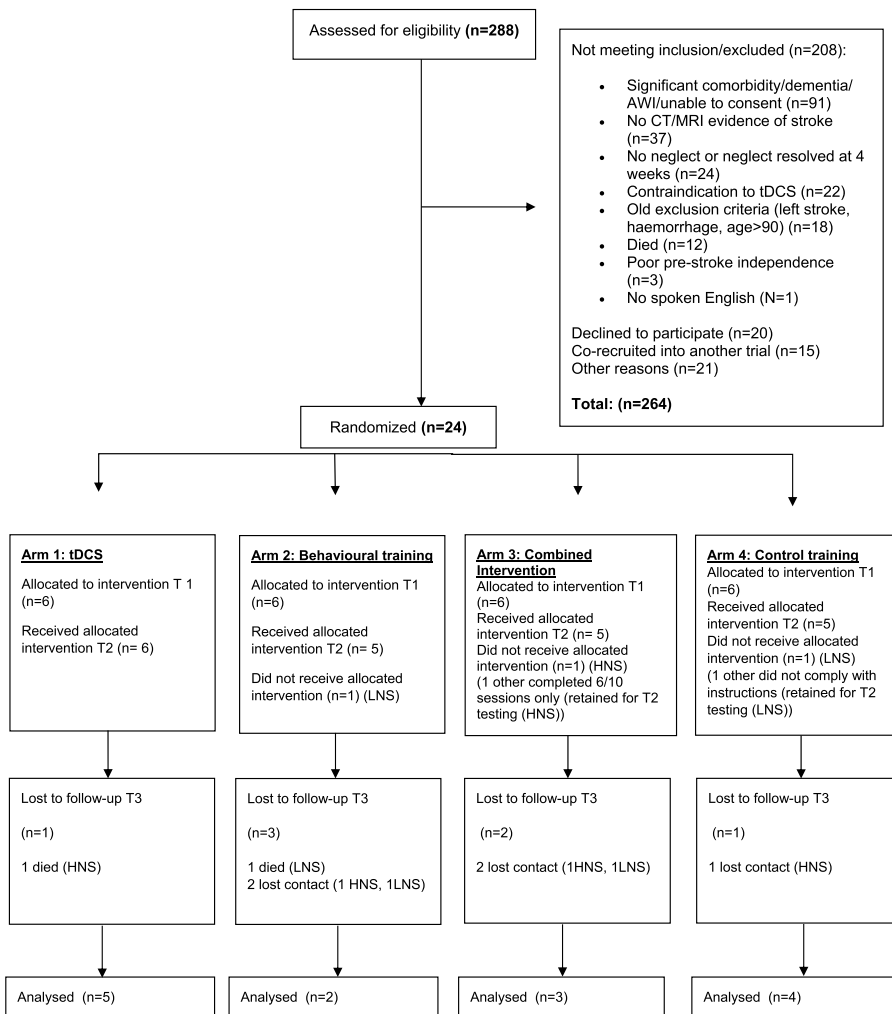 Assessed for eligibility (n=288)
Not meeting inclusion/excluded (n=208):
• Significant comorbidity/dementia/
AWI/unable to consent (n=91)
• No CT/MRI evidence of stroke
(n=37)
• No neglect or neglect resolved at 4
weeks (n=24)
• Contraindication to tDCS (n=22)
• Old exclusion criteria (left stroke,
haemorrhage, age>90) (n=18)
• Died (n=12)
• Poor pre-stroke independence
(n=3)
• No spoken English (N=1)
Declined to participate (n=20)
Co-recruited into another trial (n=15)
Other reasons (n=21)
Total: (n=264)
Randomized (n=24)
Arm 1: tDCS
Allocated to intervention T 1
(n=6)
Received allocated
intervention T2 (n= 6)
Arm 2: Behavioural training
Allocated to intervention T1
(n=6)
Received allocated
intervention T2 (n= 5)
Did not receive allocated
intervention (n=1) (LNS)
Arm 3: Combined
Intervention
Allocated to intervention T1
(n=6)
Received allocated
intervention T2 (n= 5)
Did not receive allocated
intervention (n=1) (HNS)
(1 other completed 6/10
sessions only (retained for T2
testing (HNS))
Arm 4: Control training
Allocated to intervention T1
(n=6)
Received allocated
intervention T2 (n=5)
Did not receive allocated
intervention (n=1) (LNS)
(1 other did not comply with
instructions (retained for T2
testing (LNS))
Lost to follow-up T3
(n=1)
1 died (HNS)
Lost to follow-up T3
(n=3)
1 died (LNS)
2 lost contact (1 HNS, 1LNS)
Lost to follow-up T3
(n=2)
2 lost contact (1HNS, 1LNS)
Lost to follow-up T3
(n=1)
1 lost contact (HNS)
Analysed (n=5)
Analysed (n=2)
Analysed (n=3)
Analysed (n=4)